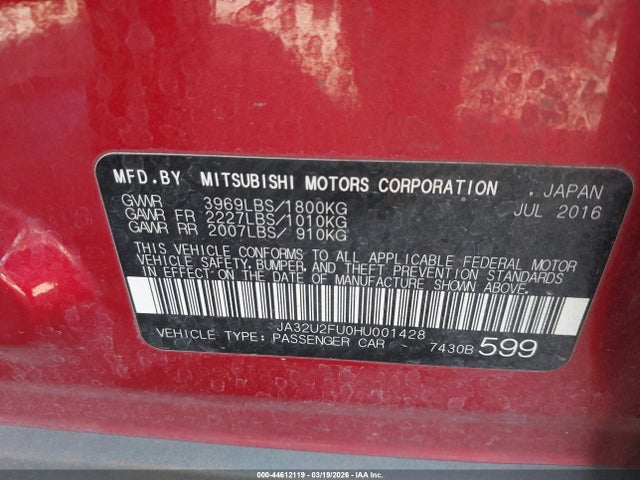 MFD.BY MITSUBISHI MOTORS CORPORATION , JAPAN
GVWR 3969LBS/1800KG JUL 2016
GAWR FR 2227LBS/1010KG
GAWR RR 2007LBS/ 910KG
THIS VEHICLE CONFORMS TO ALL APPLICABLE FEDERAL MOTOR
VEHICLE SAFETY, BUMPER, AND THEFT PREVENTION STANDARDS
IN EFFECT ON THE DATE OF MANUFACTURE SHOWN ABOVE.
JA32U2FU0HU001428
VEHICLE TYPE: PASSENGER CAR 7430B 599
000-44612119 - 03/19/2026 - IAA Inc.